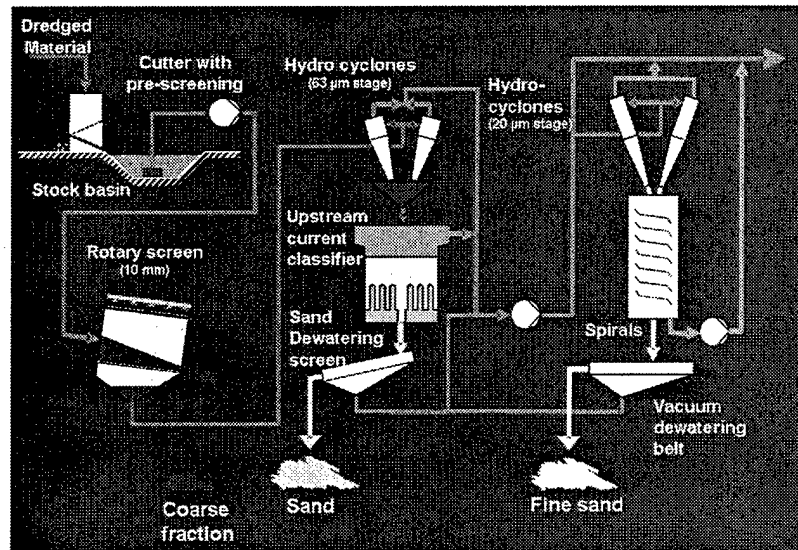 Dredged
Material
Cutter with
pre-screening
Stock basin
Rotary screen
(10 mm)
Hydro cyclones
(63 µm stage)
Hydro-
cyclones
(20 µm stage)
Upstream
current
classifier
Sand
Dewatering
screen
Spirals
Vacuum
dewatering
belt
Coarse
fraction
Sand
Fine sand